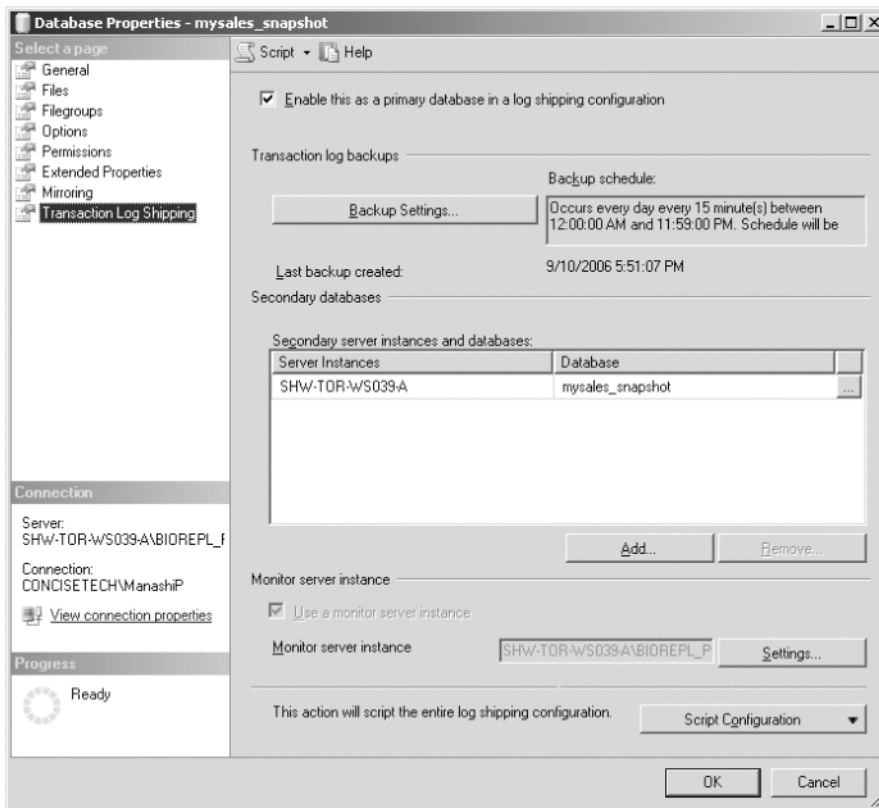 Database Properties - mysales_snapshot
Select a page
General
Files
Filegroups
Options
Permissions
Extended Properties
Mirroring
Transaction Log Shipping
Script
Help
Enable this as a primary database in a log shipping configuration
Transaction log backups
Backup schedule:
Backup Settings...
Occurs every day every 15 minute(s) between
12:00:00 AM and 11:59:00 PM. Schedule will be
Last backup created:
9/10/2006 5:51:07 PM
Secondary databases
Secondary server instances and databases:
Server Instances Database
SHW-TOR-WS039-A mysales_snapshot ...
Add... Remove...
Connection
Server:
SHW-TOR-WS039-A\BIOREPL_F
Connection:
CONCISETECH\ManashiP
View connection properties
Progress
Ready
Monitor server instance
Use a monitor server instance
Monitor server instance
SHW-TOR-WS039-A\BIOREPL_P
Settings...
This action will script the entire log shipping configuration.
Script Configuration
OK Cancel